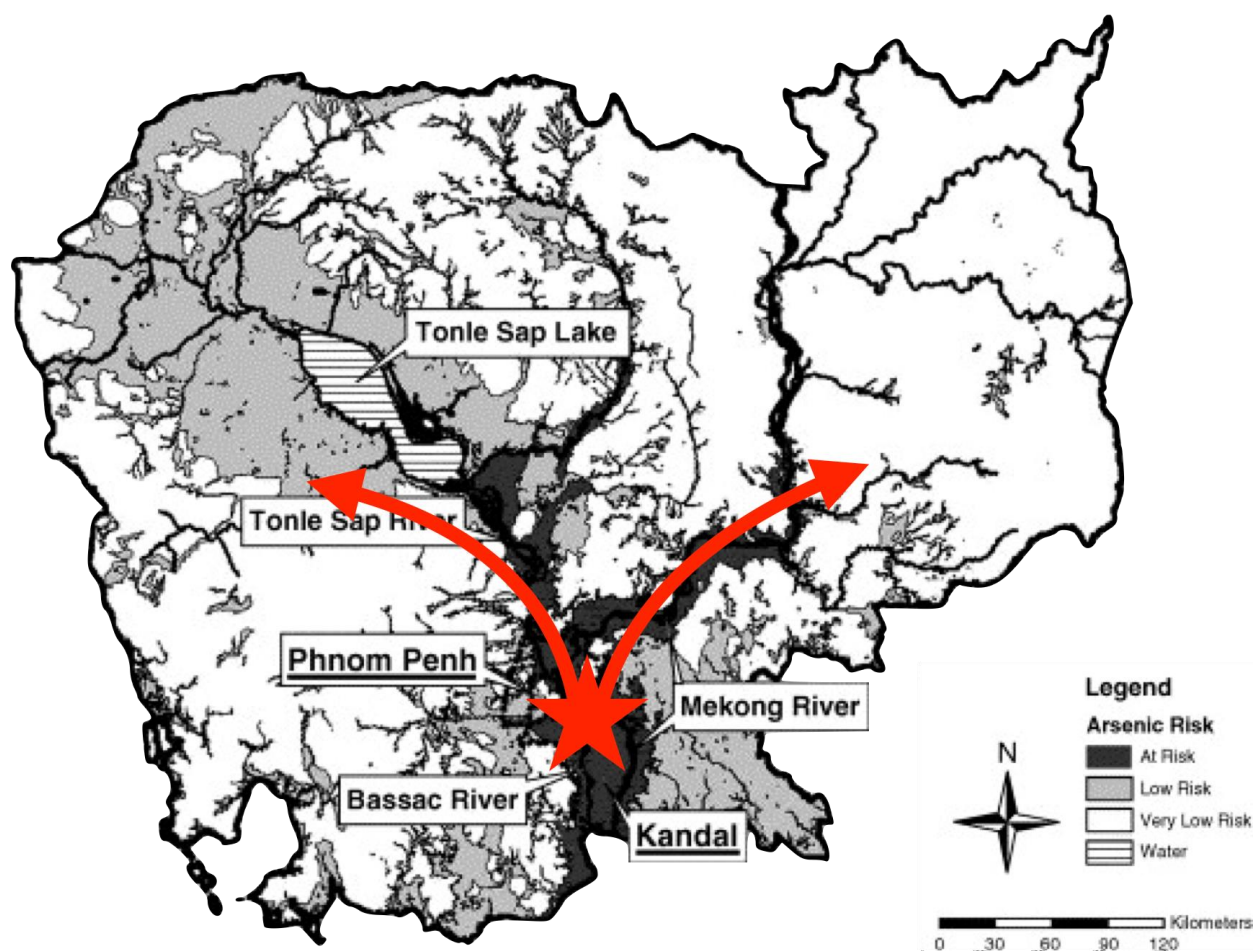 Tonle Sap Lake
Tonle Sap River
Phnom Penh
Mekong River
Bassac River
Kandal
Legend
Arsenic Risk
At Risk
Low Risk
Very Low Risk
Water
N
Kilometers
0 30 60 90 120